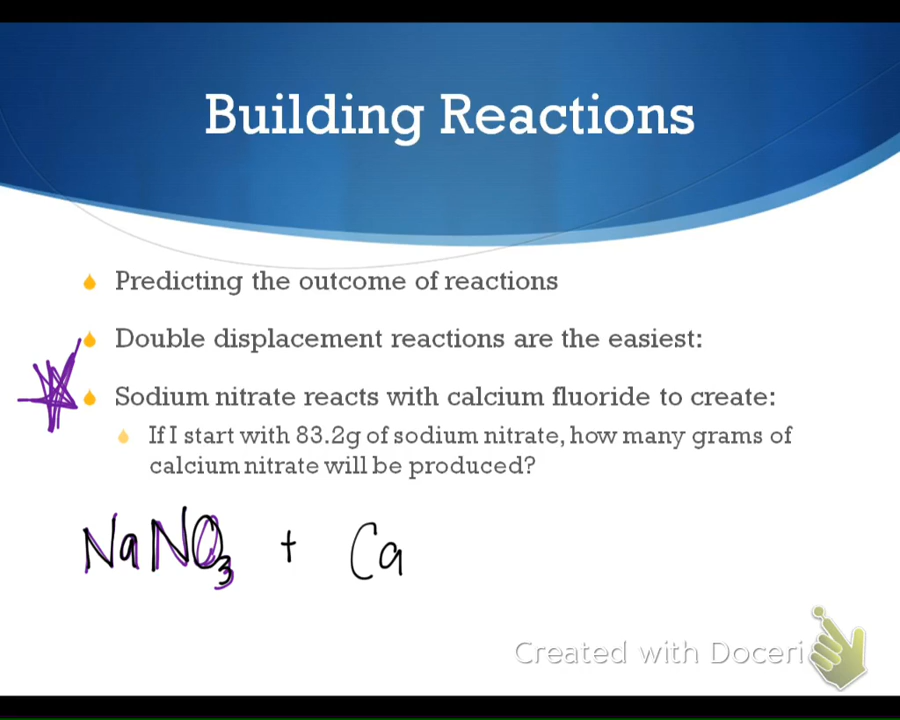 Building Reactions
Predicting the outcome of reactions
Double displacement reactions are the easiest:
Sodium nitrate reacts with calcium fluoride to create:
If I start with 83.2g of sodium nitrate, how many grams of
calcium nitrate will be produced?
NaNO₃ + Ca
Created with Doceri